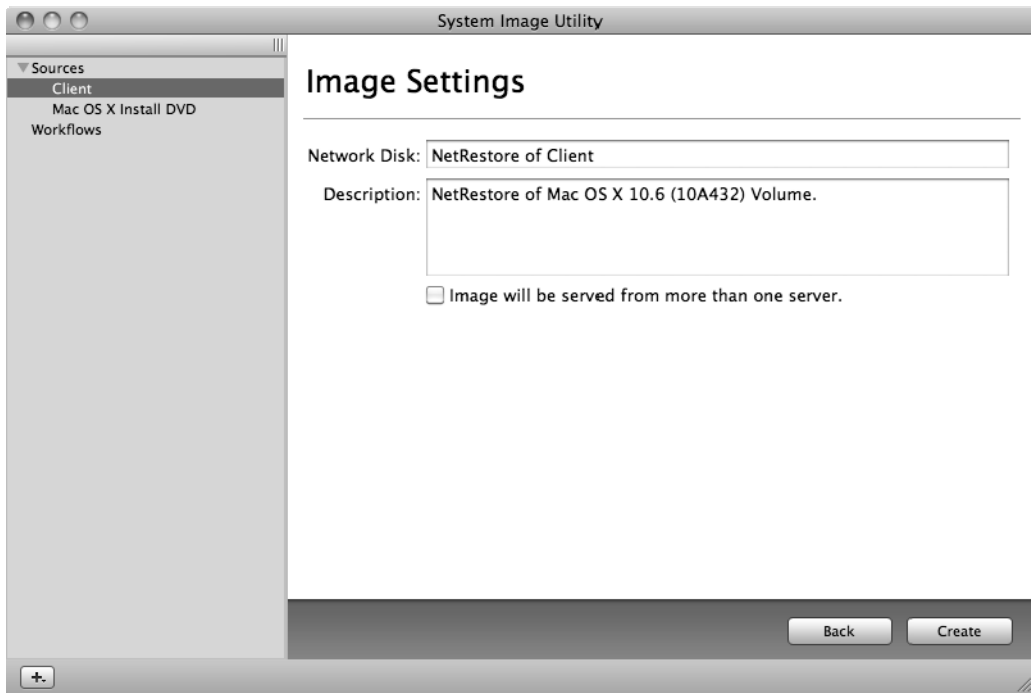 System Image Utility
Sources
Client
Mac OS X Install DVD
Workflows
Image Settings
Network Disk: NetRestore of Client
Description: NetRestore of Mac OS X 10.6 (10A432) Volume.
Image will be served from more than one server.
Back Create